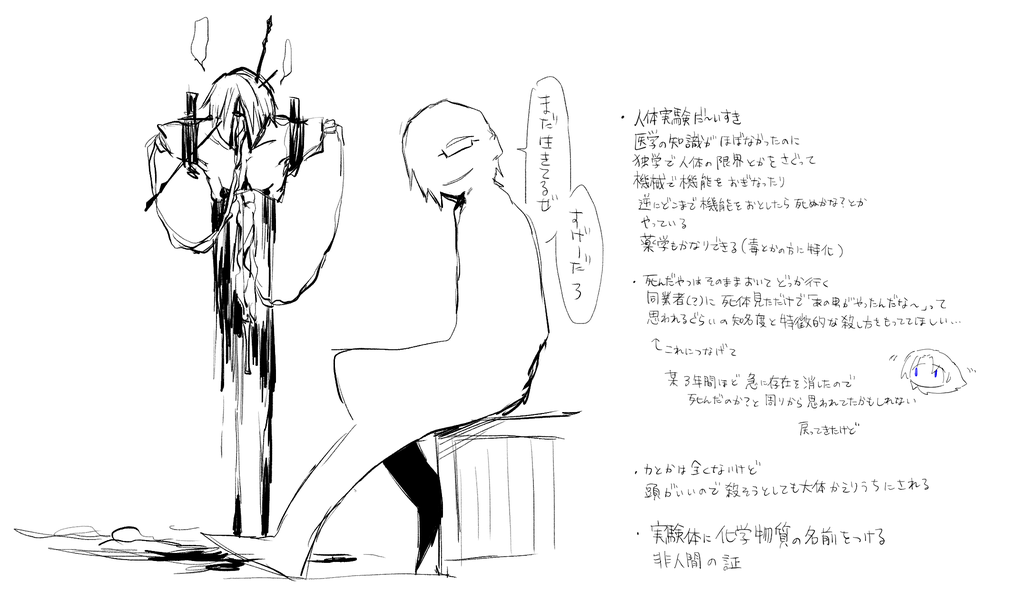 まだ生きてるぜ
すげーだろ
・人体実験だ～いすき
医学の知識がほぼなかったのに
独学で人体の限界とかをさぐって
機械で機能をおぎなったり
逆にどこまで機能をおとしたら死ぬかな?とか
やっている
薬学もかなりできる(毒とかの方に特化)
・死んだやつはそのままおいてどっか行く
同業者(?)に死体見ただけで「あの男がやったんだな～」って
思われるぐらいの知名度と特徴的な殺し方をもっててほしい…
↑これにつなげて
某3年間ほど急に存在を消したので
死んだのか?と周りから思われてたかもしれない
戻ってきたけど
・力とかは全くないけど
頭がいいので殺そうとしても大体かえりうちにされる
・実験体に化学物質の名前をつける
非人間の証